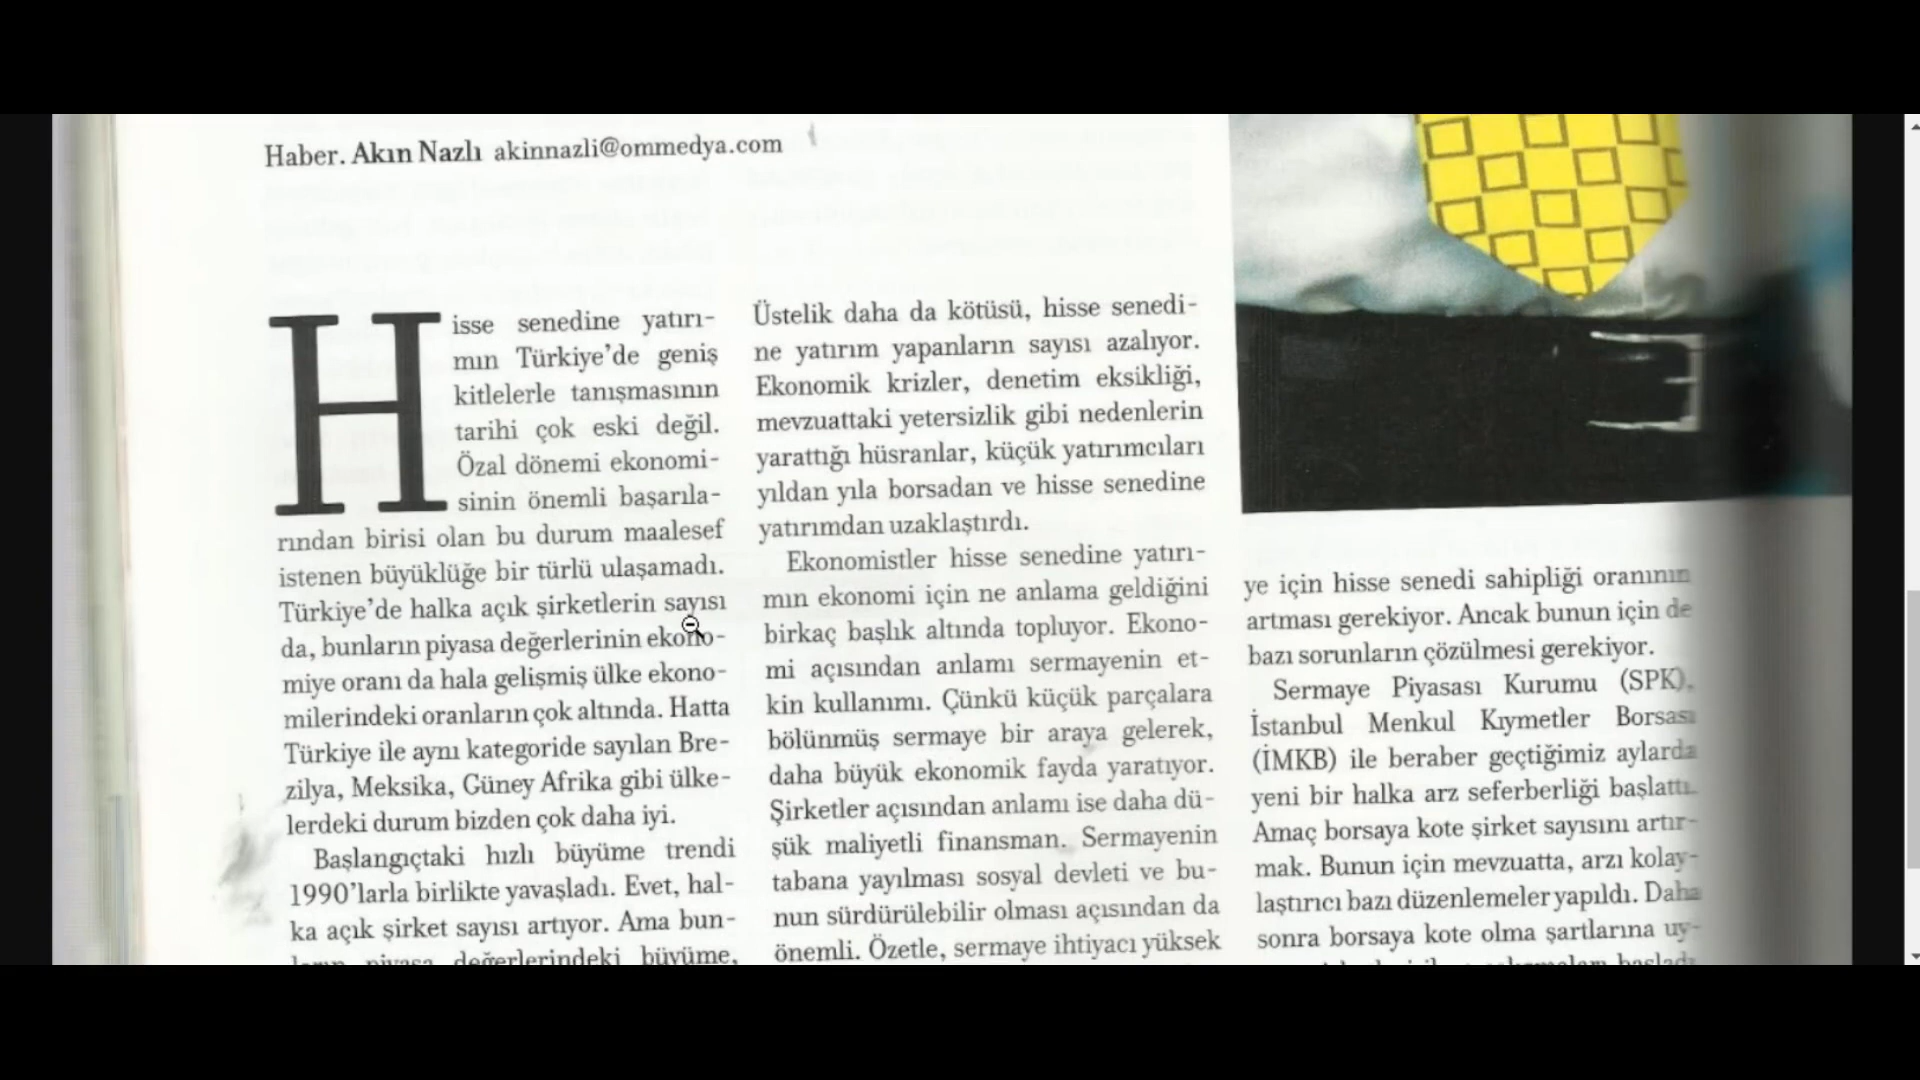 Haber. Akın Nazlı akinnazli@ommedya.com
Hisse senedine yatırı-
mın Türkiye'de geniş
kitlelerle tanışmasının
tarihi çok eski değil.
Özal dönemi ekonomi-
sinin önemli başarıla-
rından birisi olan bu durum maalesef
istenen büyüklüğe bir türlü ulaşamadı.
Türkiye'de halka açık şirketlerin sayısı
da, bunların piyasa değerlerinin ekono-
miye oranı da hala gelişmiş ülke ekono-
milerindeki oranların çok altında. Hatta
Türkiye ile aynı kategoride sayılan Bre-
zilya, Meksika, Güney Afrika gibi ülke-
lerdeki durum bizden çok daha iyi.
Başlangıçtaki hızlı büyüme trendi
1990'larla birlikte yavaşladı. Evet, hal-
ka açık şirket sayısı artıyor. Ama bun-
ların piyasa değerlerindeki büyüme,
Üstelik daha da kötüsü, hisse senedi-
ne yatırım yapanların sayısı azalıyor.
Ekonomik krizler, denetim eksikliği,
mevzuattaki yetersizlik gibi nedenlerin
yarattığı hüsranlar, küçük yatırımcıları
yıldan yıla borsadan ve hisse senedine
yatırımdan uzaklaştırdı.
Ekonomistler hisse senedine yatırı-
mın ekonomi için ne anlama geldiğini
birkaç başlık altında topluyor. Ekono-
mi açısından anlamı sermayenin et-
kin kullanımı. Çünkü küçük parçalara
bölünmüş sermaye bir araya gelerek,
daha büyük ekonomik fayda yaratıyor.
Şirketler açısından anlamı ise daha dü-
şük maliyetli finansman. Sermayenin
tabana yayılması sosyal devleti ve bu-
nun sürdürülebilir olması açısından da
önemli. Özetle, sermaye ihtiyacı yüksek
ye için hisse senedi sahipliği oranının
artması gerekiyor. Ancak bunun için de
bazı sorunların çözülmesi gerekiyor.
Sermaye Piyasası Kurumu (SPK),
İstanbul Menkul Kıymetler Borsası
(İMKB) ile beraber geçtiğimiz aylarda
yeni bir halka arz seferberliği başlattı.
Amaç borsaya kote şirket sayısını artır-
mak. Bunun için mevzuatta, arzı kolay-
laştırıcı bazı düzenlemeler yapıldı. Daha
sonra borsaya kote olma şartlarına uy-
başladı